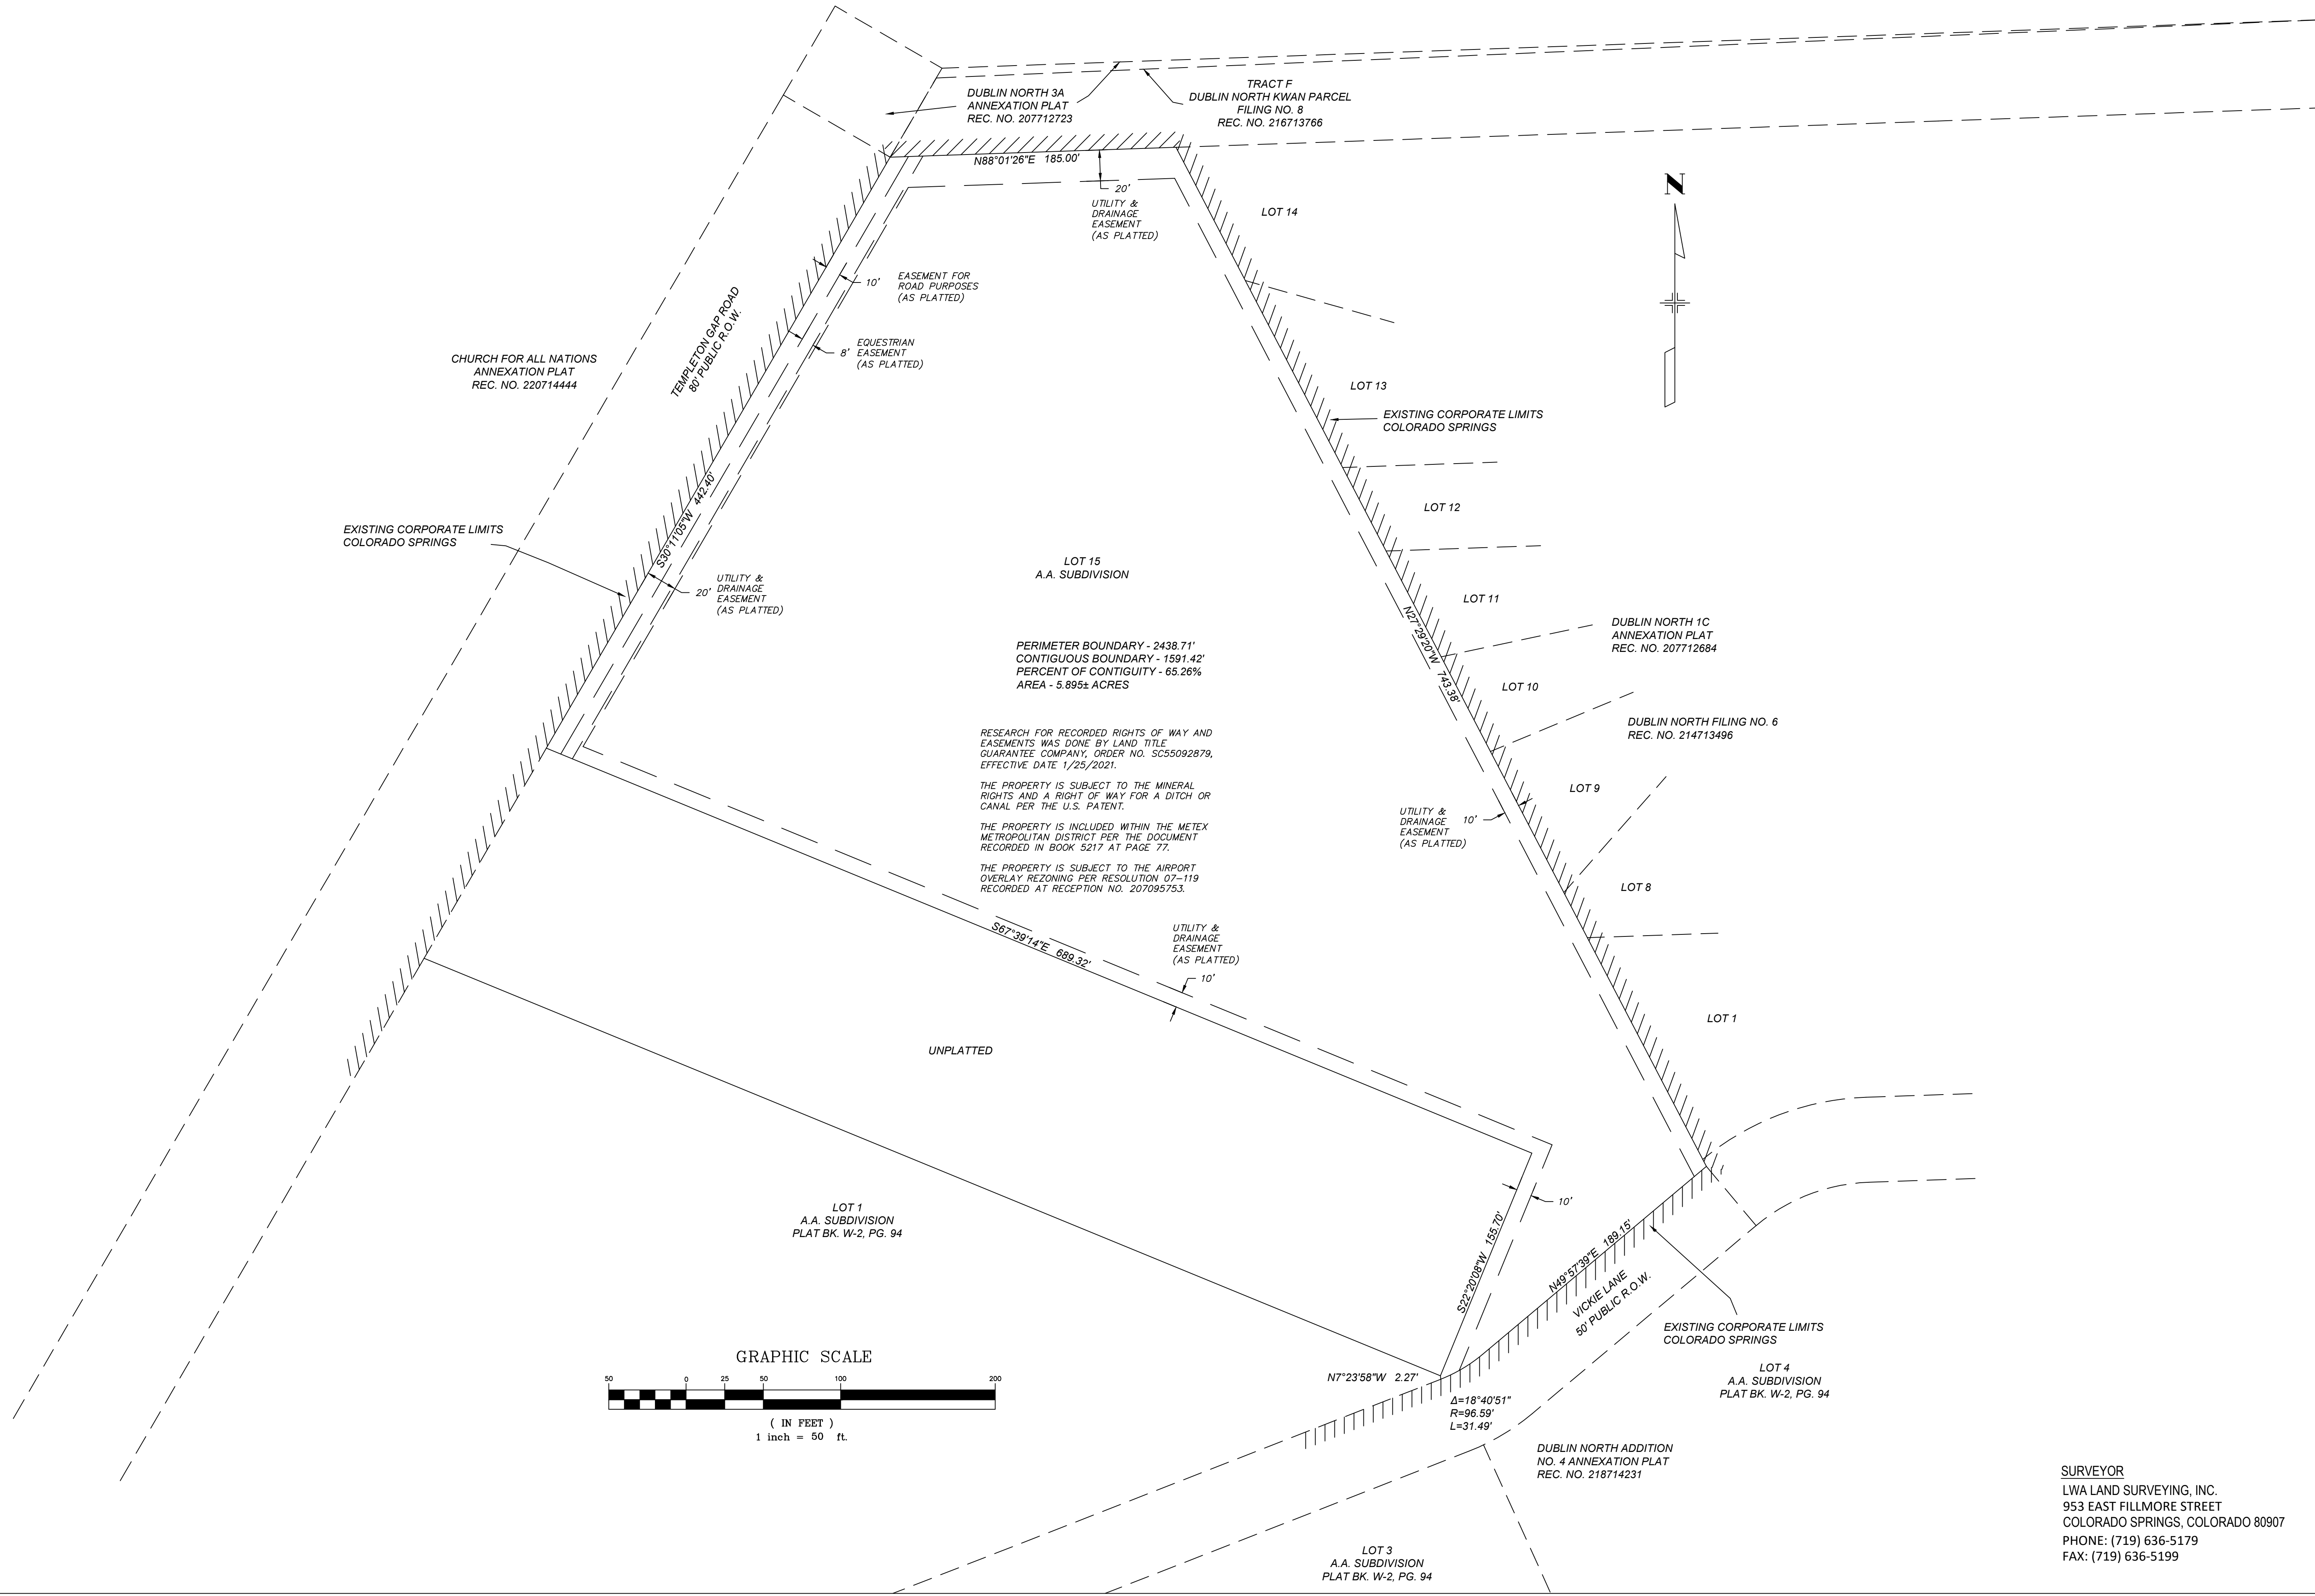 DUBLIN NORTH 3A
ANNEXATION PLAT
REC. NO. 207712723
TRACT F
DUBLIN NORTH KWAN PARCEL
FILING NO. 8
REC. NO. 216713766
N88°01'26"E 185.00'
20'
UTILITY &
DRAINAGE
EASEMENT
(AS PLATTED)
LOT 14
N
10'
EASEMENT FOR
ROAD PURPOSES
(AS PLATTED)
8'
EQUESTRIAN
EASEMENT
(AS PLATTED)
TEMPLETON GAP ROAD
80' PUBLIC R.O.W.
CHURCH FOR ALL NATIONS
ANNEXATION PLAT
REC. NO. 220714444
LOT 13
EXISTING CORPORATE LIMITS
COLORADO SPRINGS
S30°11'05"W 442.40'
EXISTING CORPORATE LIMITS
COLORADO SPRINGS
LOT 12
LOT 15
A.A. SUBDIVISION
20'
UTILITY &
DRAINAGE
EASEMENT
(AS PLATTED)
LOT 11
N27°29'20"W 743.38'
DUBLIN NORTH 1C
ANNEXATION PLAT
REC. NO. 207712684
PERIMETER BOUNDARY - 2438.71'
CONTIGUOUS BOUNDARY - 1591.42'
PERCENT OF CONTIGUITY - 65.26%
AREA - 5.895± ACRES
LOT 10
DUBLIN NORTH FILING NO. 6
REC. NO. 214713496
RESEARCH FOR RECORDED RIGHTS OF WAY AND
EASEMENTS WAS DONE BY LAND TITLE
GUARANTEE COMPANY, ORDER NO. SC55092879,
EFFECTIVE DATE 1/25/2021.
THE PROPERTY IS SUBJECT TO THE MINERAL
RIGHTS AND A RIGHT OF WAY FOR A DITCH OR
CANAL PER THE U.S. PATENT.
THE PROPERTY IS INCLUDED WITHIN THE METEX
METROPOLITAN DISTRICT PER THE DOCUMENT
RECORDED IN BOOK 5217 AT PAGE 77.
THE PROPERTY IS SUBJECT TO THE AIRPORT
OVERLAY REZONING PER RESOLUTION 07-119
RECORDED AT RECEPTION NO. 207095753.
LOT 9
UTILITY &
DRAINAGE
EASEMENT
(AS PLATTED)
10'
LOT 8
S67°39'14"E 689.32'
UTILITY &
DRAINAGE
EASEMENT
(AS PLATTED)
10'
LOT 1
UNPLATTED
LOT 1
A.A. SUBDIVISION
PLAT BK. W-2, PG. 94
10'
S22°20'08"W 155.70'
N49°57'39"E 189.15'
VICKIE LANE
50' PUBLIC R.O.W.
EXISTING CORPORATE LIMITS
COLORADO SPRINGS
LOT 4
A.A. SUBDIVISION
PLAT BK. W-2, PG. 94
GRAPHIC SCALE
50 0 25 50 100 200
( IN FEET )
1 inch = 50 ft.
N7°23'58"W 2.27'
Δ=18°40'51"
R=96.59'
L=31.49'
DUBLIN NORTH ADDITION
NO. 4 ANNEXATION PLAT
REC. NO. 218714231
LOT 3
A.A. SUBDIVISION
PLAT BK. W-2, PG. 94
SURVEYOR
LWA LAND SURVEYING, INC.
953 EAST FILLMORE STREET
COLORADO SPRINGS, COLORADO 80907
PHONE: (719) 636-5179
FAX: (719) 636-5199